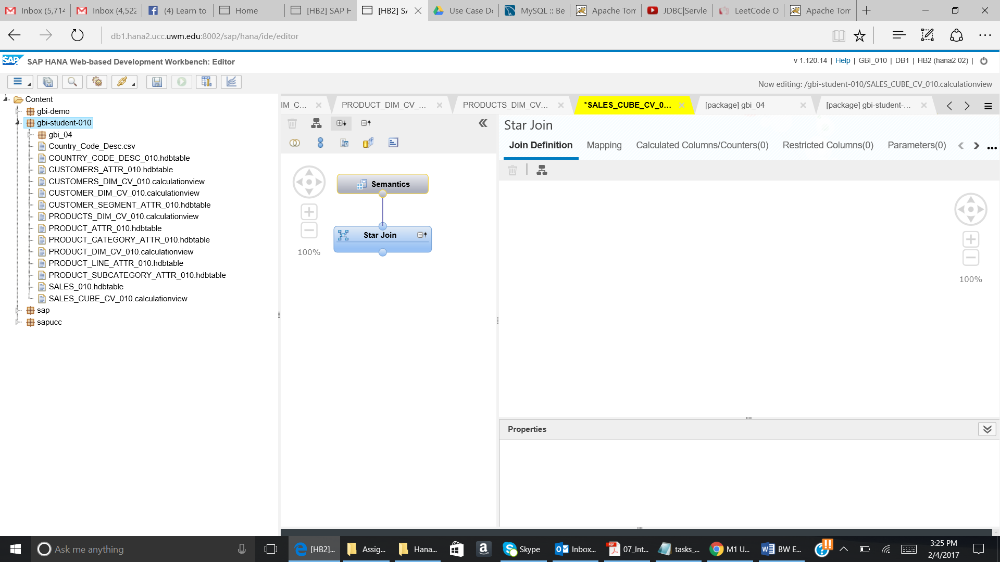 Inbox (5,714
Inbox (4,522
(4) Learn to
Home
[HB2] SAP H
[HB2] SA
Use Case Do
MySQL :: Be
Apache Tom
JDBC|Servle
LeetCode O
Apache Tom
db1.hana2.ucc.uwm.edu:8002/sap/hana/ide/editor
SAP SAP HANA Web-based Development Workbench: Editor
v 1.120.14 | Help | GBI_010 | DB1 | HB2 (hana2 02) |
Now editing: /gbi-student-010/SALES_CUBE_CV_010.calculationview
Content
gbi-demo
gbi-student-010
gbi_04
Country_Code_Desc.csv
COUNTRY_CODE_DESC_010.hdbtable
CUSTOMERS_ATTR_010.hdbtable
CUSTOMERS_DIM_CV_010.calculationview
CUSTOMER_DIM_CV_010.calculationview
CUSTOMER_SEGMENT_ATTR_010.hdbtable
PRODUCTS_DIM_CV_010.calculationview
PRODUCT_ATTR_010.hdbtable
PRODUCT_CATEGORY_ATTR_010.hdbtable
PRODUCT_DIM_CV_010.calculationview
PRODUCT_LINE_ATTR_010.hdbtable
PRODUCT_SUBCATEGORY_ATTR_010.hdbtable
SALES_010.hdbtable
SALES_CUBE_CV_010.calculationview
sap
sapucc
IM_C...
PRODUCT_DIM_CV_...
PRODUCTS_DIM_CV...
*SALES_CUBE_CV_0...
[package] gbi_04
[package] gbi-student-...
Semantics
Star Join
100%
Star Join
Join Definition
Mapping
Calculated Columns/Counters(0)
Restricted Columns(0)
Parameters(0)
100%
Properties
Ask me anything
[HB2]...
Assig...
Hana...
Skype
Inbox...
07_Int...
tasks_...
M1 U...
BW E...
3:25 PM
2/4/2017